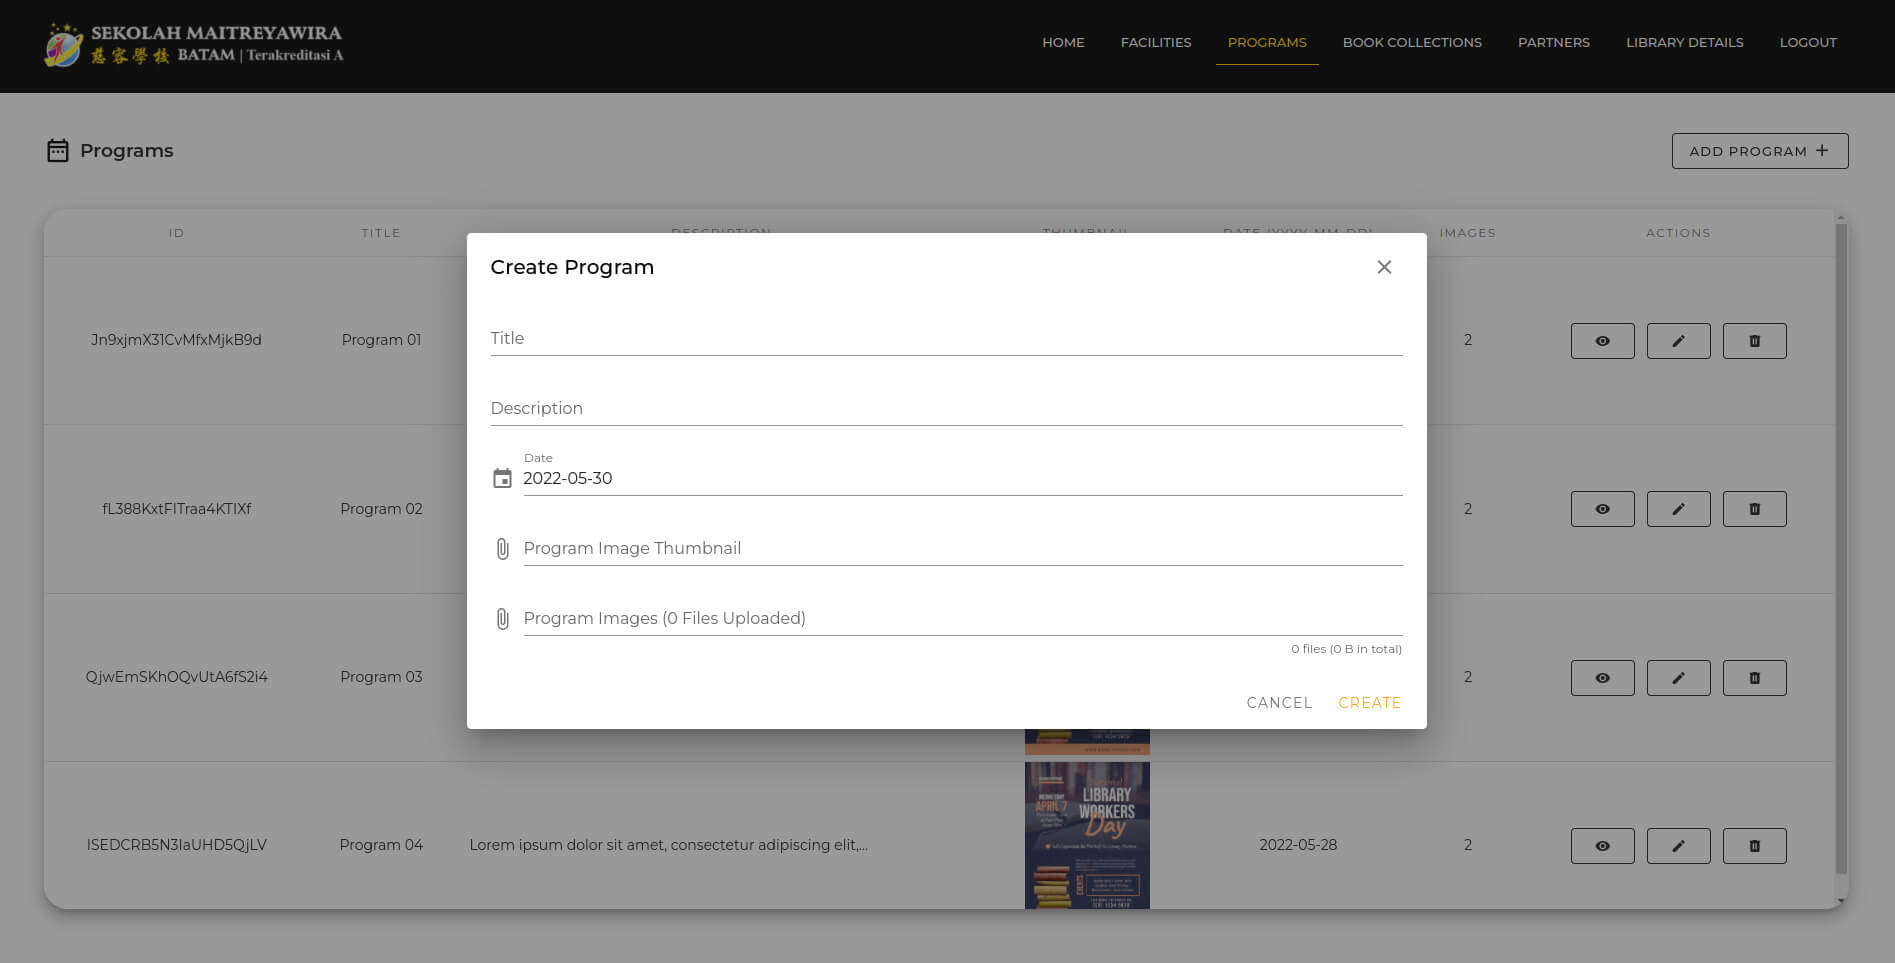 SEKOLAH MAITREYAWIRA
慈容學校 BATAM | Terakreditasi A
HOME FACILITIES PROGRAMS BOOK COLLECTIONS PARTNERS LIBRARY DETAILS LOGOUT
Programs
ADD PROGRAM +
ID TITLE DESCRIPTION THUMBNAIL DATE (YYYY-MM-DD) IMAGES ACTIONS
Create Program
Title
Jn9xjmX31CvMfxMjkB9d Program 01 2
Description
Date
2022-05-30
fL388KxtFITraa4KTIXf Program 02 2
Program Image Thumbnail
Program Images (0 Files Uploaded)
0 files (0 B in total)
QjwEmSKhOQvUtA6fS2i4 Program 03 2
CANCEL CREATE
WEDNESDAY
APRIL 7
LIBRARY
WORKERS
Day
ISEDCRB5N3IaUHD5QjLV Program 04 Lorem ipsum dolor sit amet, consectetur adipiscing elit,... 2022-05-28 2
EVENTS